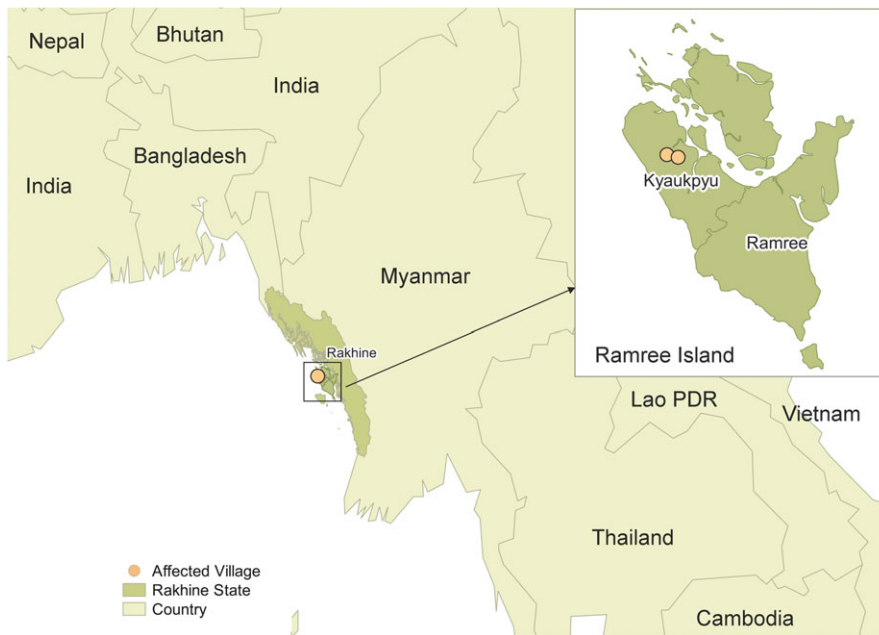 Nepal
Bhutan
India
Bangladesh
India
Myanmar
Rakhine
Kyaukpyu
Ramree
Ramree Island
Lao PDR
Vietnam
Thailand
Cambodia
Affected Village
Rakhine State
Country